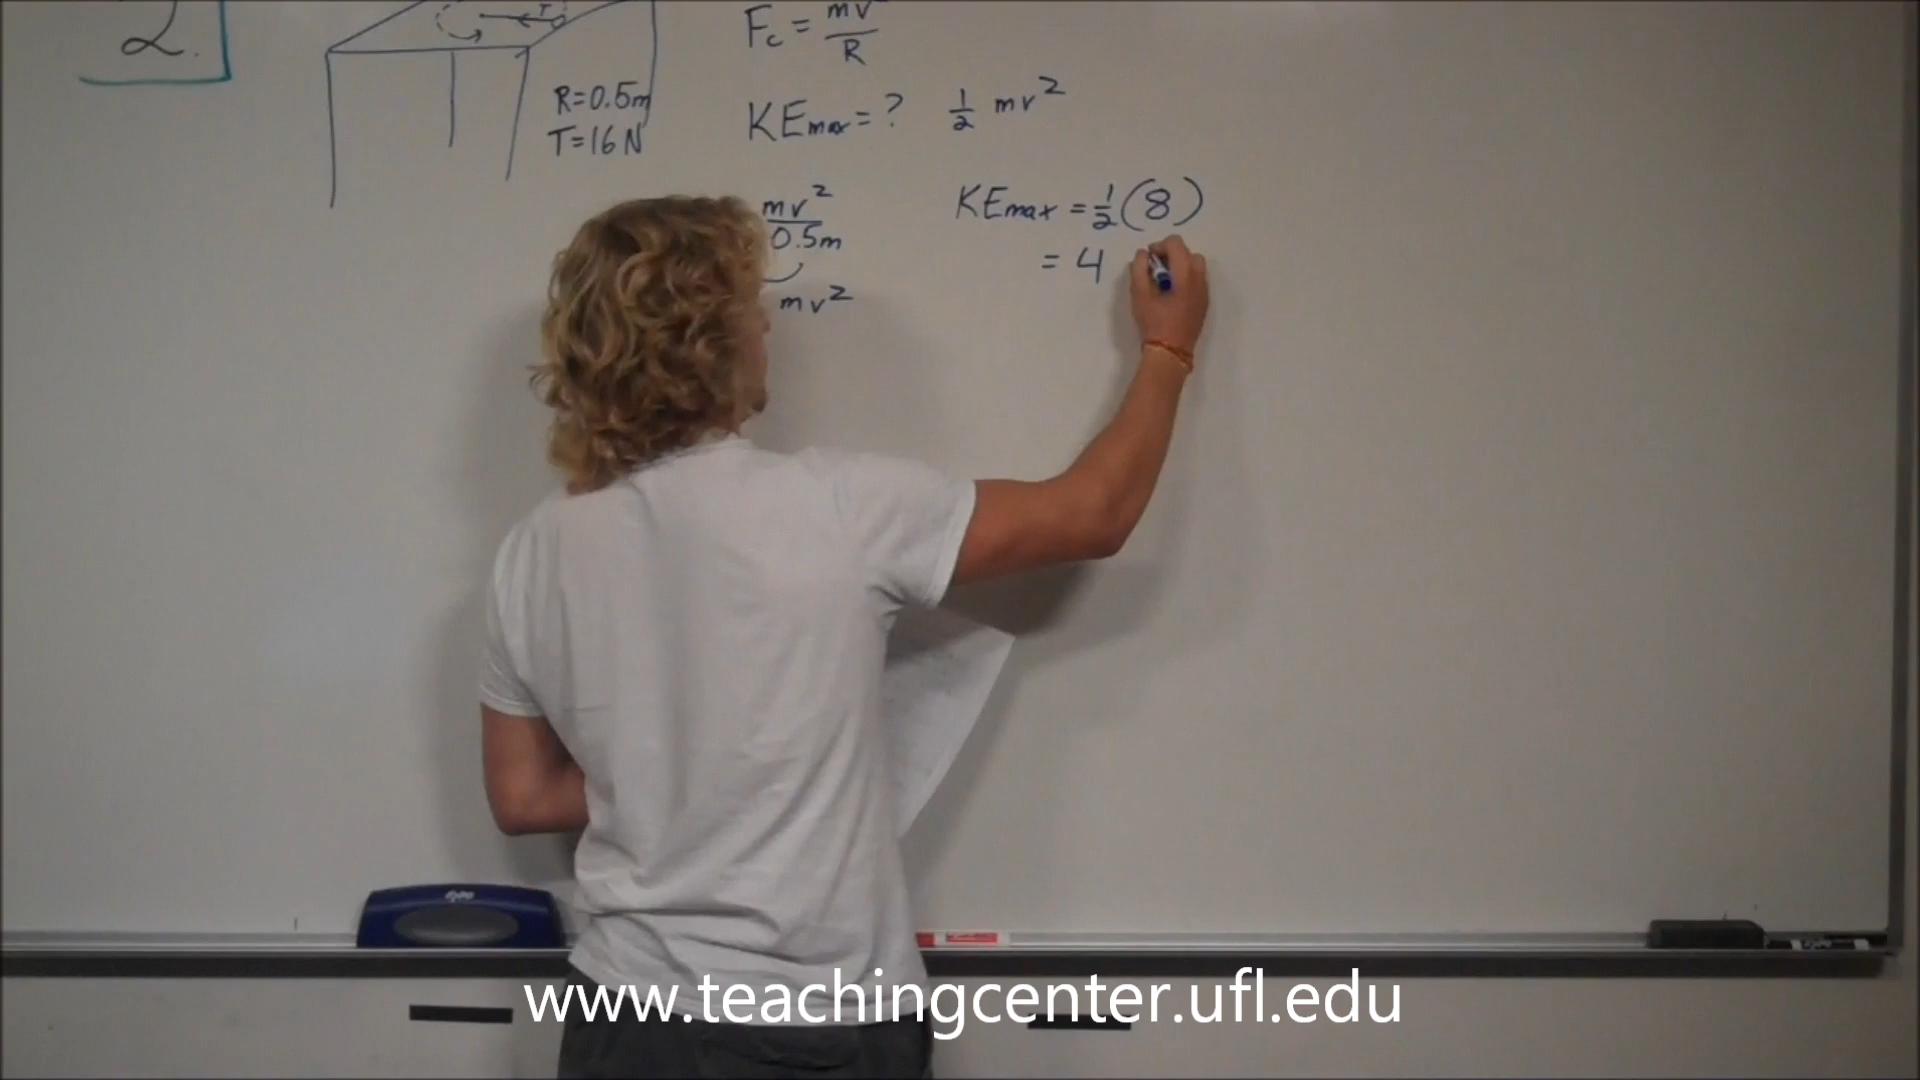 2.
T
R=0.5m
T=16N
Fc = mv / R
KEmax = ? 1/2 mv²
mv² / 0.5m
mv²
KEmax = 1/2 (8)
= 4
expo
www.teachingcenter.ufl.edu